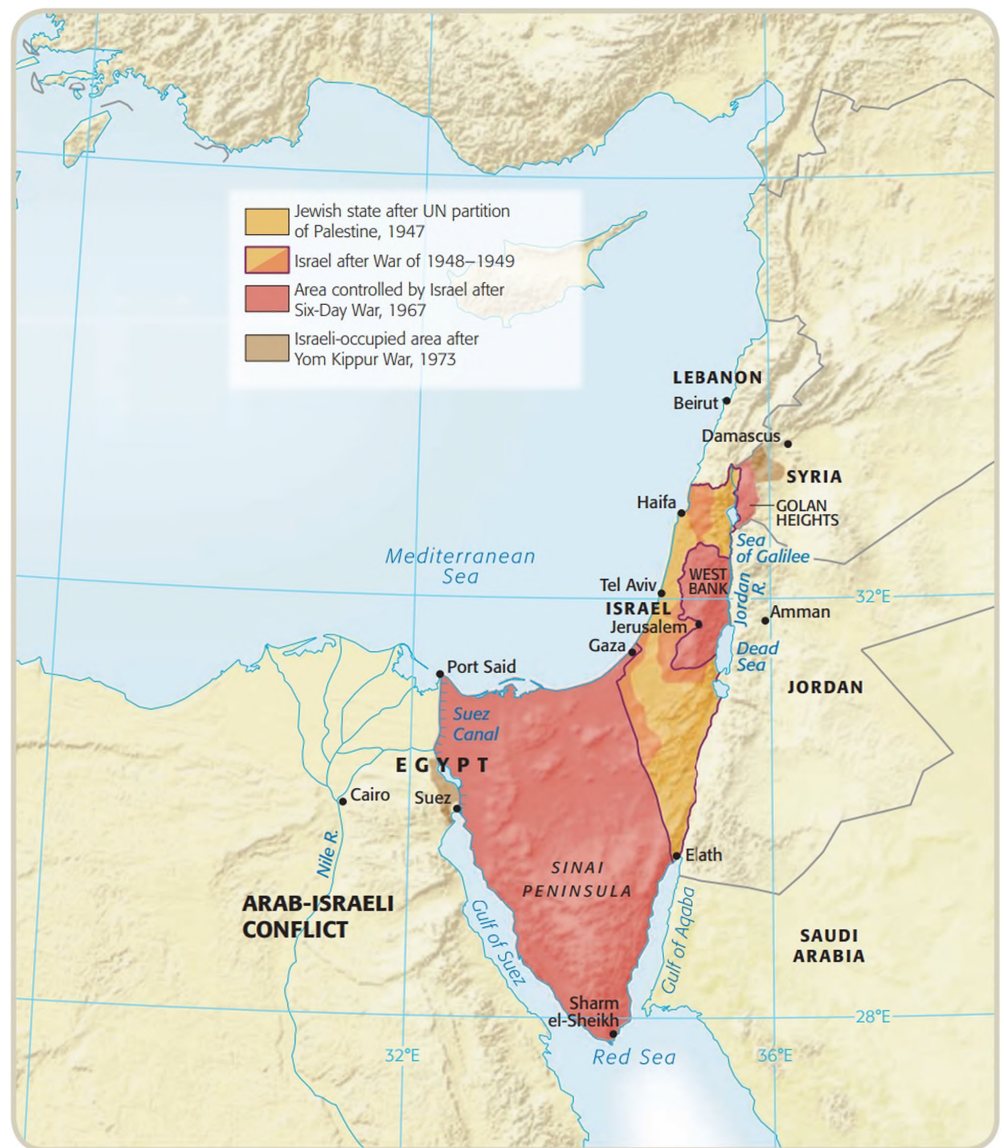 Jewish state after UN partition
of Palestine, 1947
Israel after War of 1948–1949
Area controlled by Israel after
Six-Day War, 1967
Israeli-occupied area after
Yom Kippur War, 1973
LEBANON
Beirut
Damascus
SYRIA
Haifa
GOLAN
HEIGHTS
Sea
of Galilee
Mediterranean
Sea
WEST
BANK
Jordan
R.
Tel Aviv
32°E
ISRAEL
Amman
Jerusalem
Gaza
Dead
Sea
Port Said
JORDAN
Suez
Canal
EGYPT
Cairo
Suez
Nile R.
Elath
SINAI
PENINSULA
ARAB-ISRAELI
CONFLICT
Gulf of Suez
Gulf of Aqaba
SAUDI
ARABIA
Sharm
el-Sheikh
28°E
32°E
Red Sea
36°E